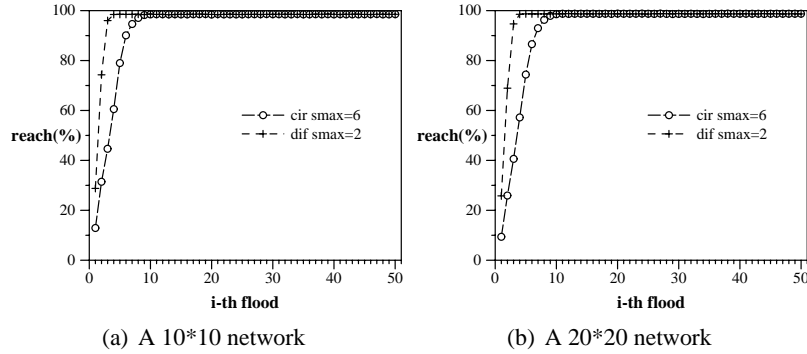 100
80
60
40
20
0
reach(%)
cir smax=6
dif smax=2
0 10 20 30 40 50
i-th flood
(a) A 10*10 network
100
80
60
40
20
0
reach(%)
cir smax=6
dif smax=2
0 10 20 30 40 50
i-th flood
(b) A 20*20 network